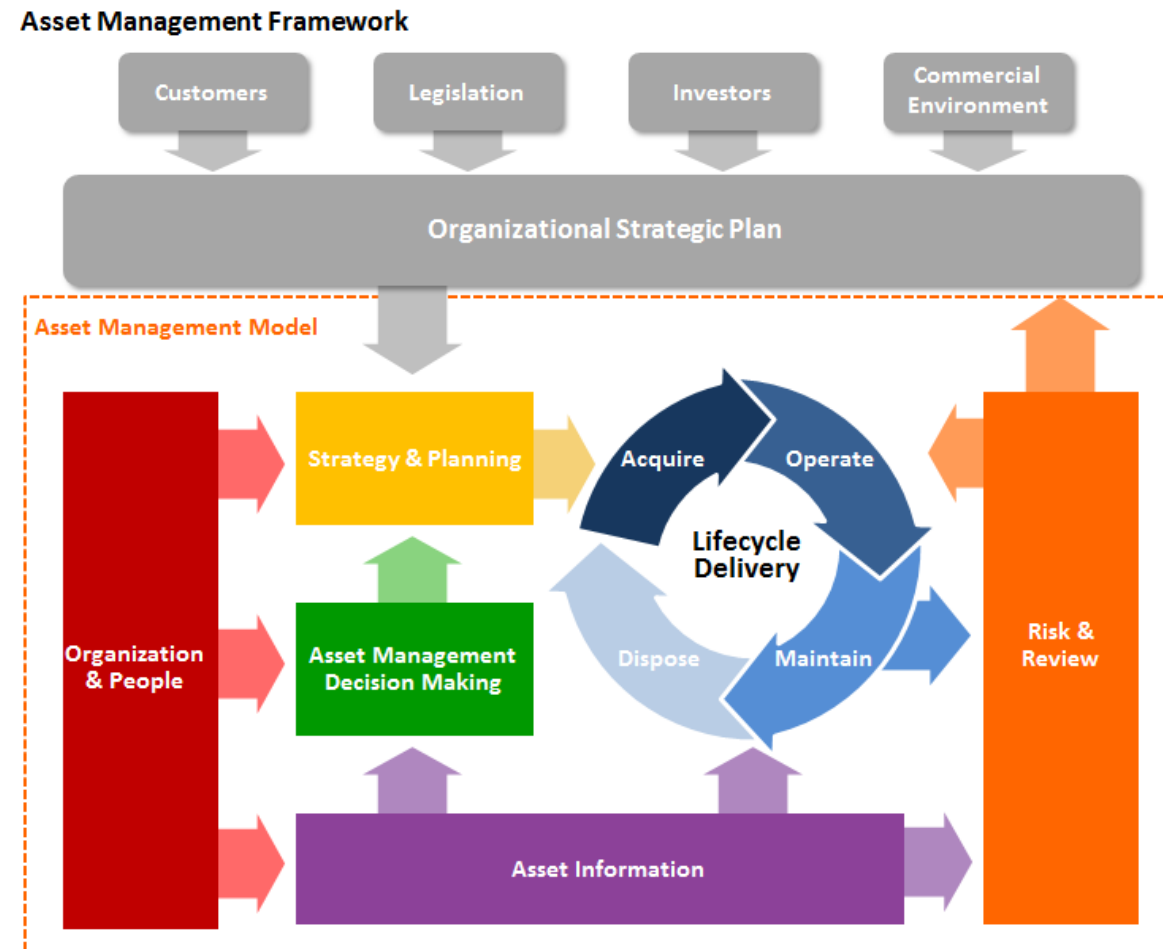 Asset Management Framework
Customers
Legislation
Investors
Commercial
Environment
Organizational Strategic Plan
Asset Management Model
Strategy & Planning
Acquire
Operate
Lifecycle
Delivery
Organization
& People
Asset Management
Decision Making
Dispose
Maintain
Risk &
Review
Asset Information